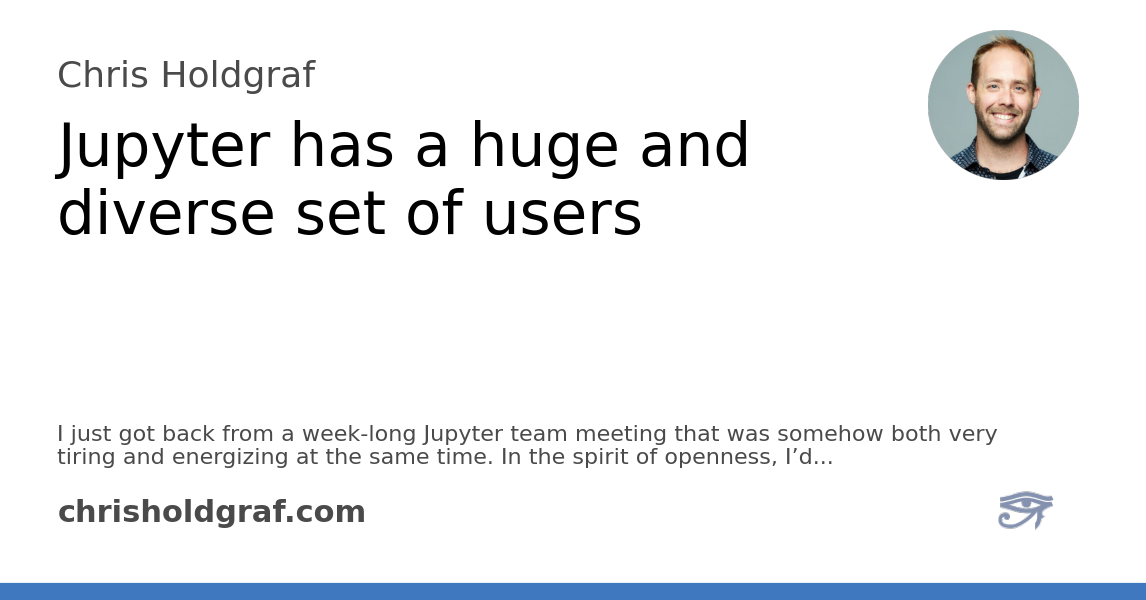 Chris Holdgraf
Jupyter has a huge and
diverse set of users
I just got back from a week-long Jupyter team meeting that was somehow both very
tiring and energizing at the same time. In the spirit of openness, I’d...
chrisholdgraf.com